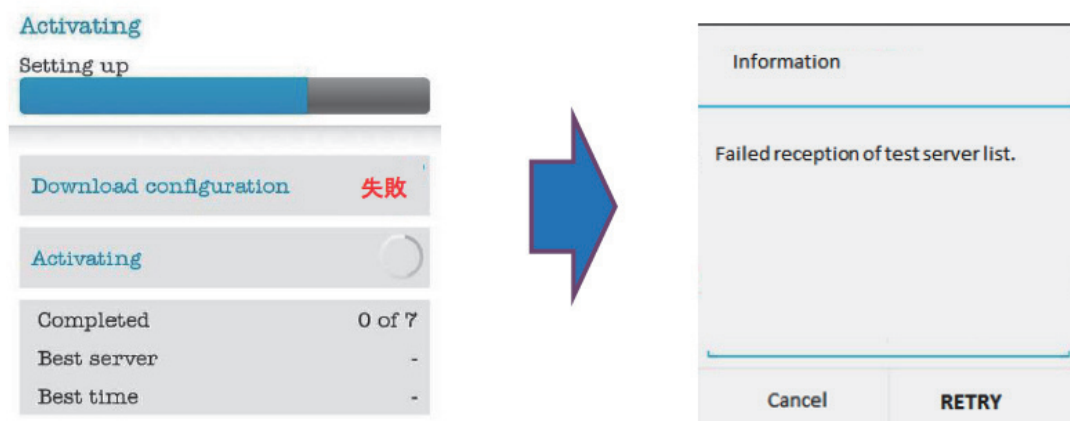 Activating
Setting up
Download configuration 失敗
Activating
Completed 0 of 7
Best server -
Best time -
Information
Failed reception of test server list.
Cancel RETRY